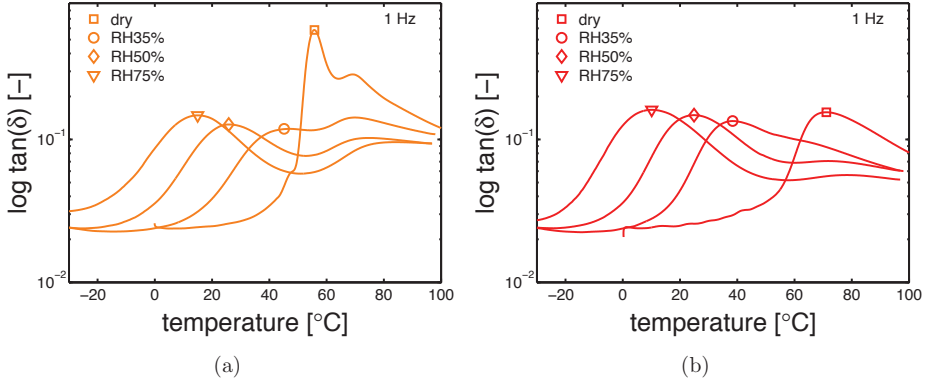 1 Hz
dry
RH35%
RH50%
RH75%
log tan(δ) [−]
10⁻¹
10⁻²
−20 0 20 40 60 80 100
temperature [°C]
(a)
1 Hz
dry
RH35%
RH50%
RH75%
log tan(δ) [−]
10⁻¹
10⁻²
−20 0 20 40 60 80 100
temperature [°C]
(b)